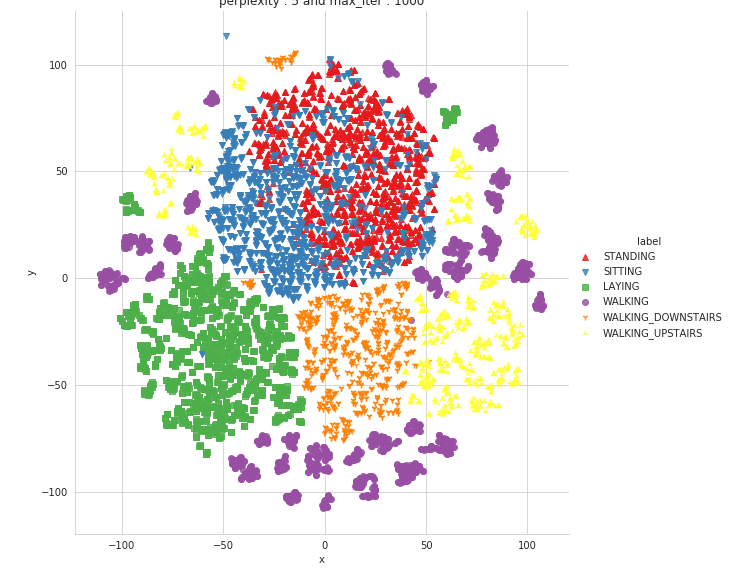 perplexity : 5 and max_iter : 1000
100
50
0
−50
−100
y
−100
−50
0
50
100
x
label
STANDING
SITTING
LAYING
WALKING
WALKING_DOWNSTAIRS
WALKING_UPSTAIRS